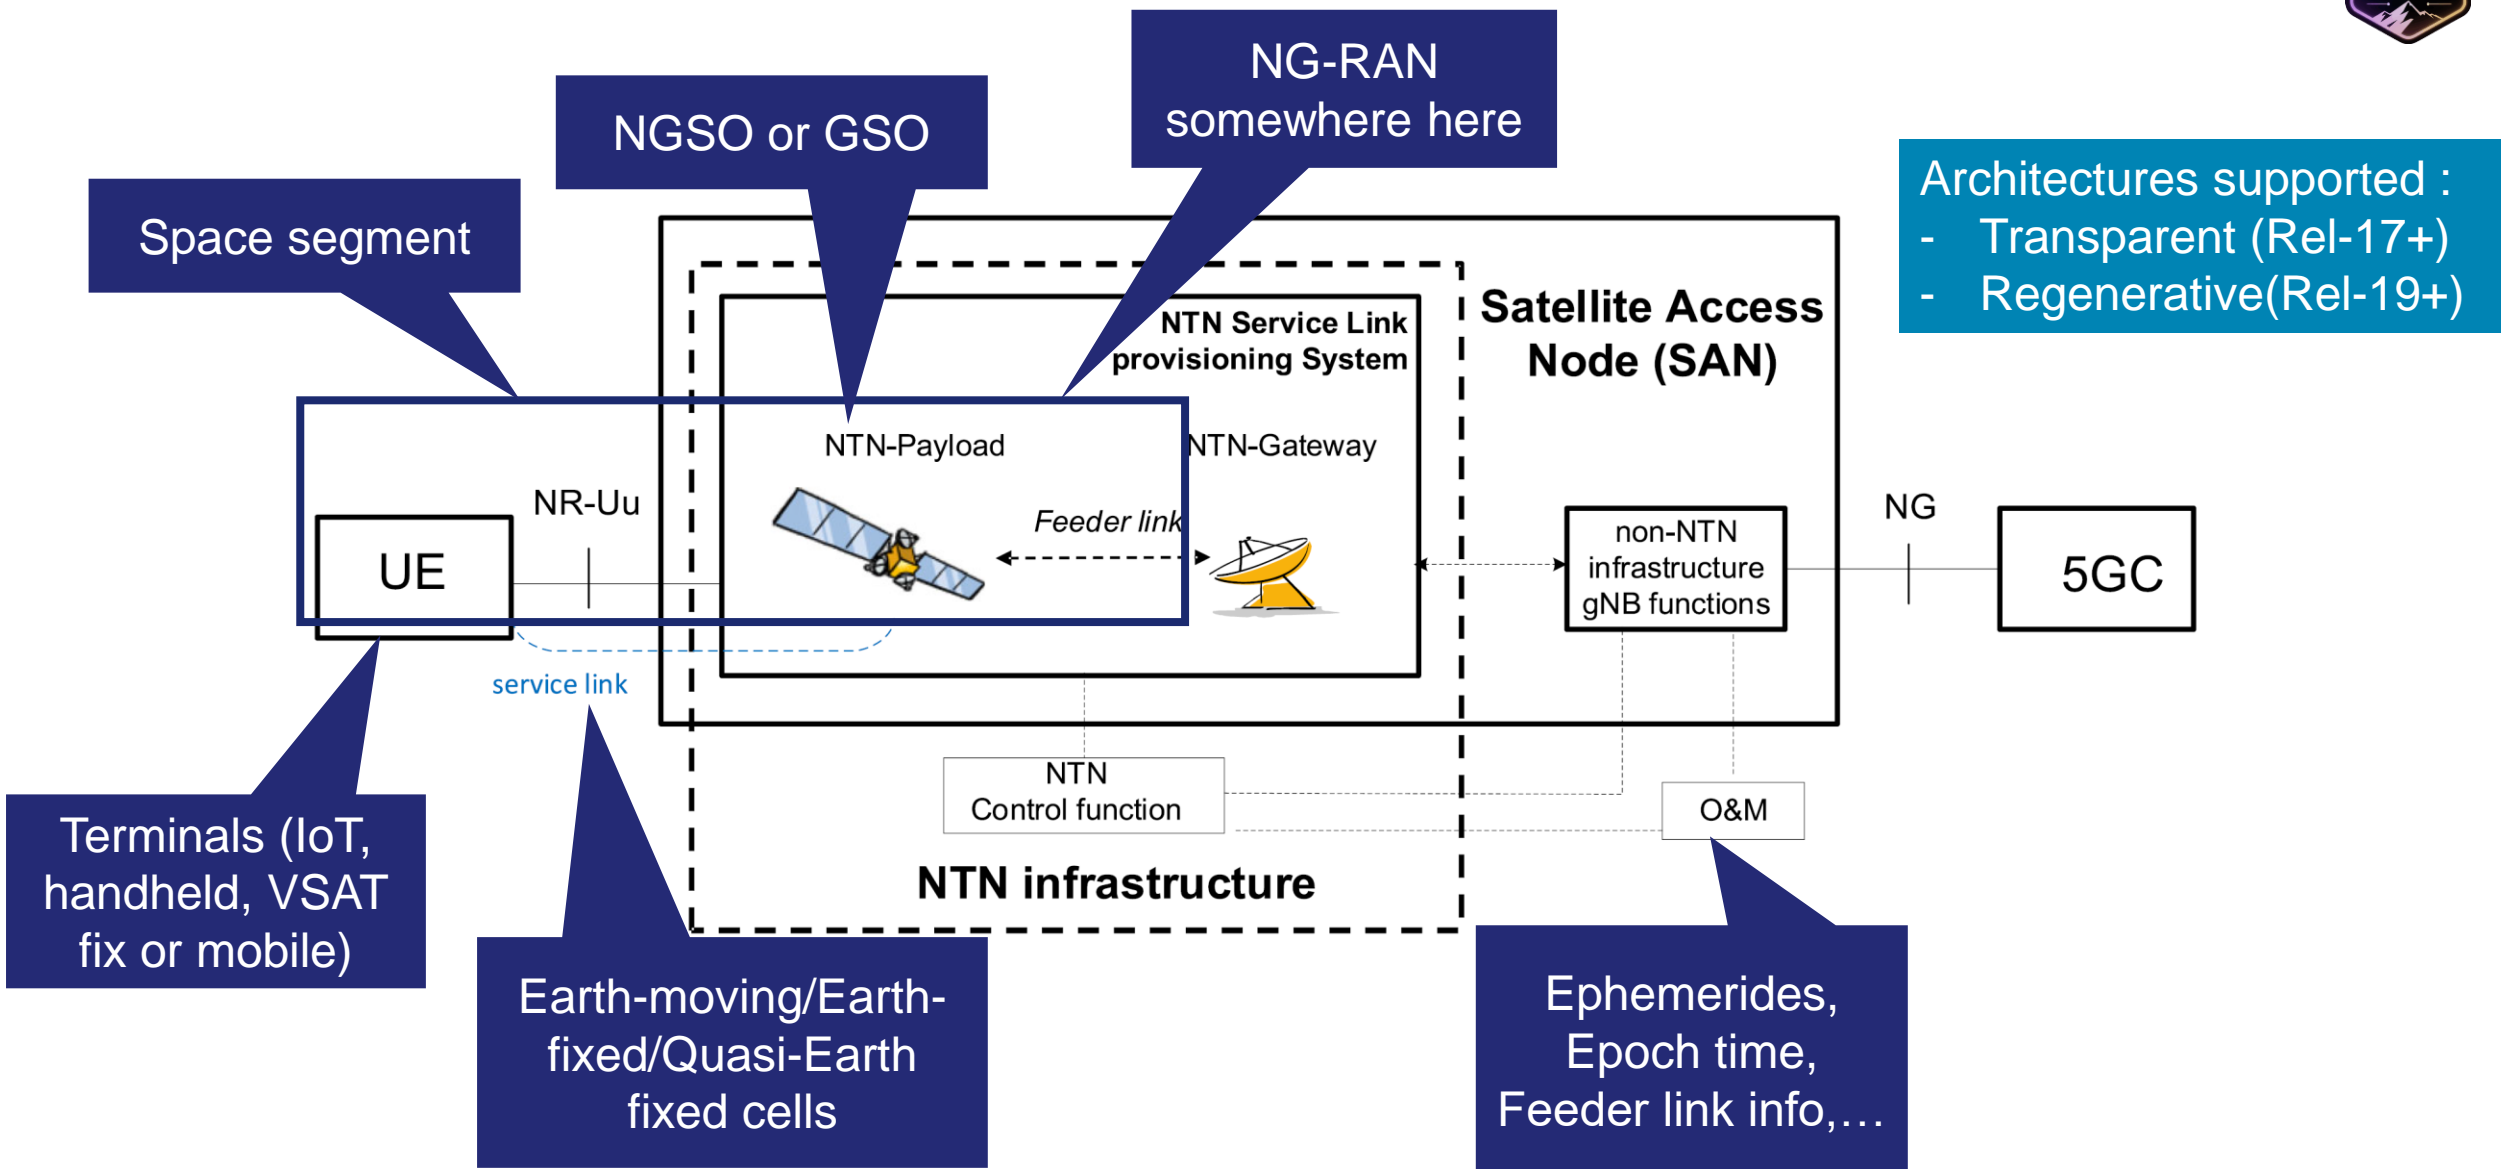 NG-RAN
somewhere here
NGSO or GSO
Space segment
Architectures supported :
- Transparent (Rel-17+)
- Regenerative(Rel-19+)
NTN Service Link
provisioning System
Satellite Access
Node (SAN)
NTN-Payload
NTN-Gateway
NR-Uu
Feeder link
UE
non-NTN
infrastructure
gNB functions
NG
5GC
service link
NTN
Control function
O&M
NTN infrastructure
Terminals (IoT,
handheld, VSAT
fix or mobile)
Earth-moving/Earth-
fixed/Quasi-Earth
fixed cells
Ephemerides,
Epoch time,
Feeder link info,…